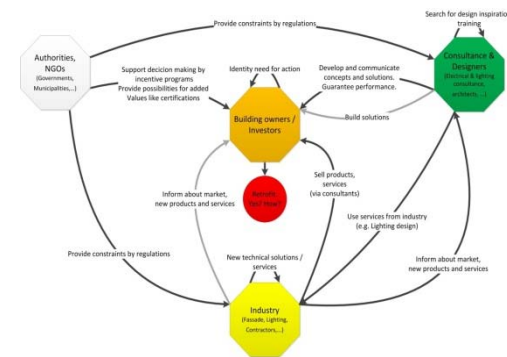 Search for design inspiration
training
Provide constraints by regulations
Authorities,
NGOs
(Governments,
Municipalities,...)
Consultance &
Designers
(Electrical & lighting
consultance,
architects, ...)
Support decicion making by
incentive programs
Provide possibilities for added
Values like certifications
Identity need for action
Develop and communicate
concepts and solutions.
Guarantee performance.
Building owners /
Investors
Build solutions
Inform about market,
new products and services
Sell products,
services
(via consultants)
Use services from industry
(e.g. Lighting design)
Provide constraints by regulations
Inform about market,
new products and services
New technical solutions /
services
Industry
(Fassade, Lighting,
Contractors,...)